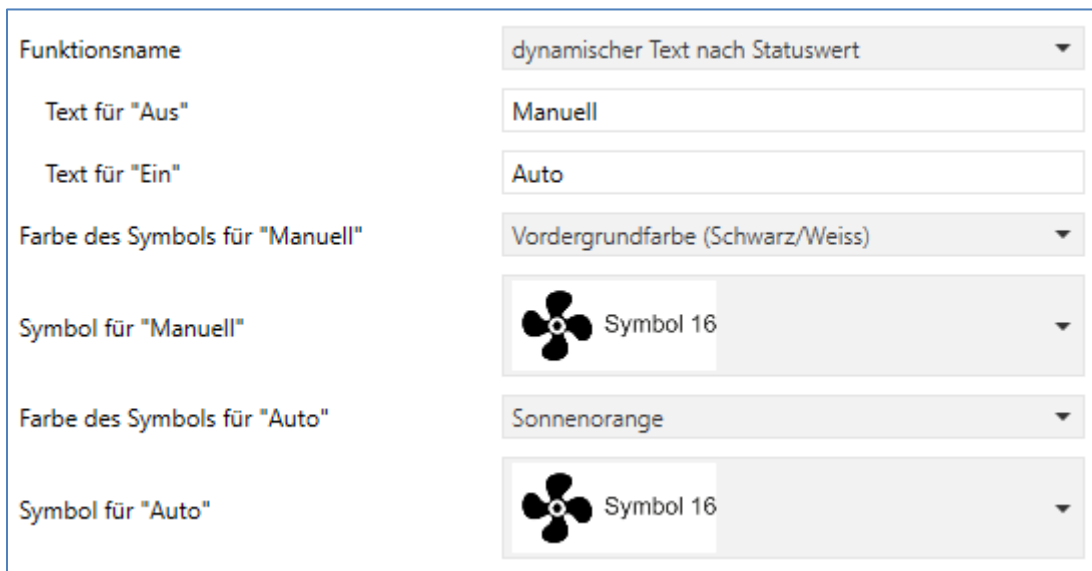 Funktionsname dynamischer Text nach Statuswert
Text für "Aus" Manuell
Text für "Ein" Auto
Farbe des Symbols für "Manuell" Vordergrundfarbe (Schwarz/Weiss)
Symbol für "Manuell" Symbol 16
Farbe des Symbols für "Auto" Sonnenorange
Symbol für "Auto" Symbol 16